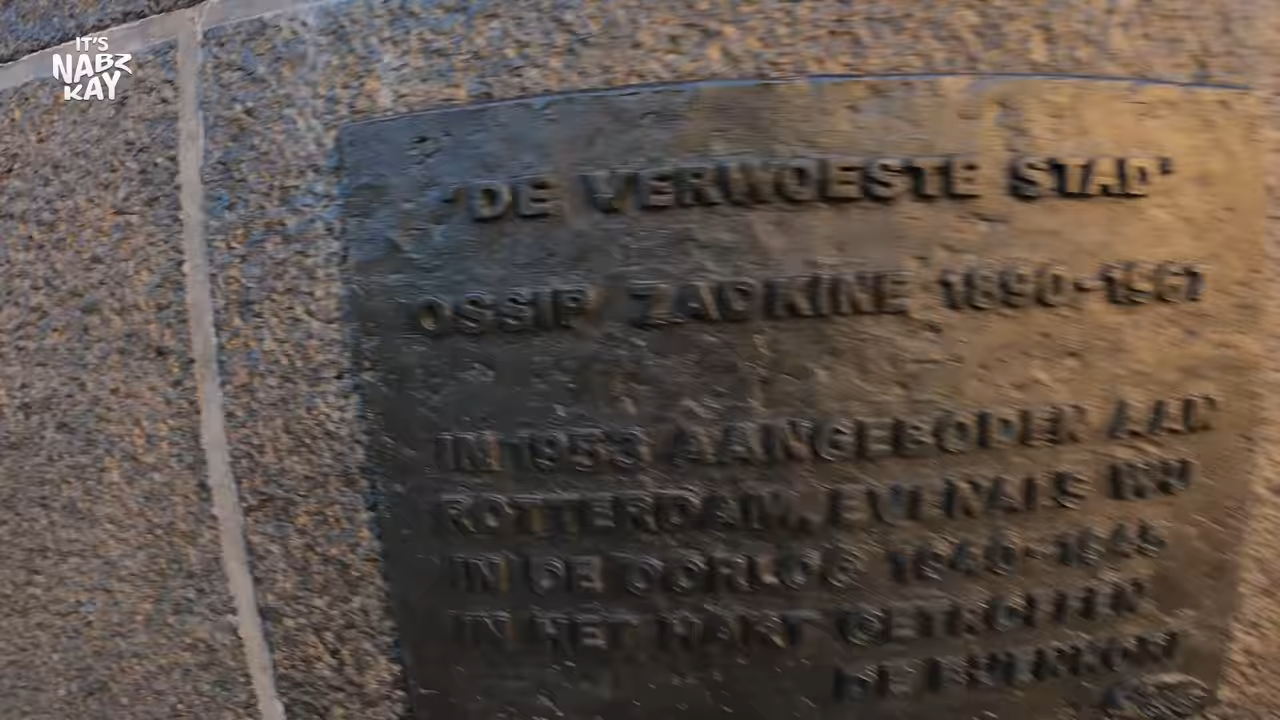 IT'S
NABZ
KAY
'DE VERWOESTE STAD'
OSSIP ZADKINE 1890-1967
IN 1953 AANGEBODEN AAN
ROTTERDAM, EVENALS
IN DE OORLOG 1940-1945
IN HET HART GETROFFEN